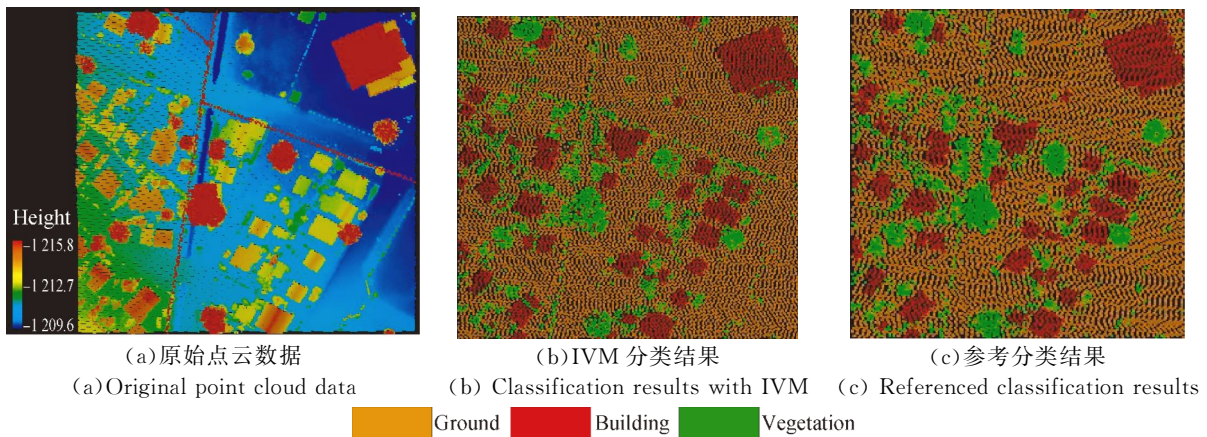 Height
1 215.8
1 212.7
1 209.6
(a)原始点云数据
(a)Original point cloud data
(b)IVM 分类结果
(b) Classification results with IVM
(c)参考分类结果
(c) Referenced classification results
Ground
Building
Vegetation